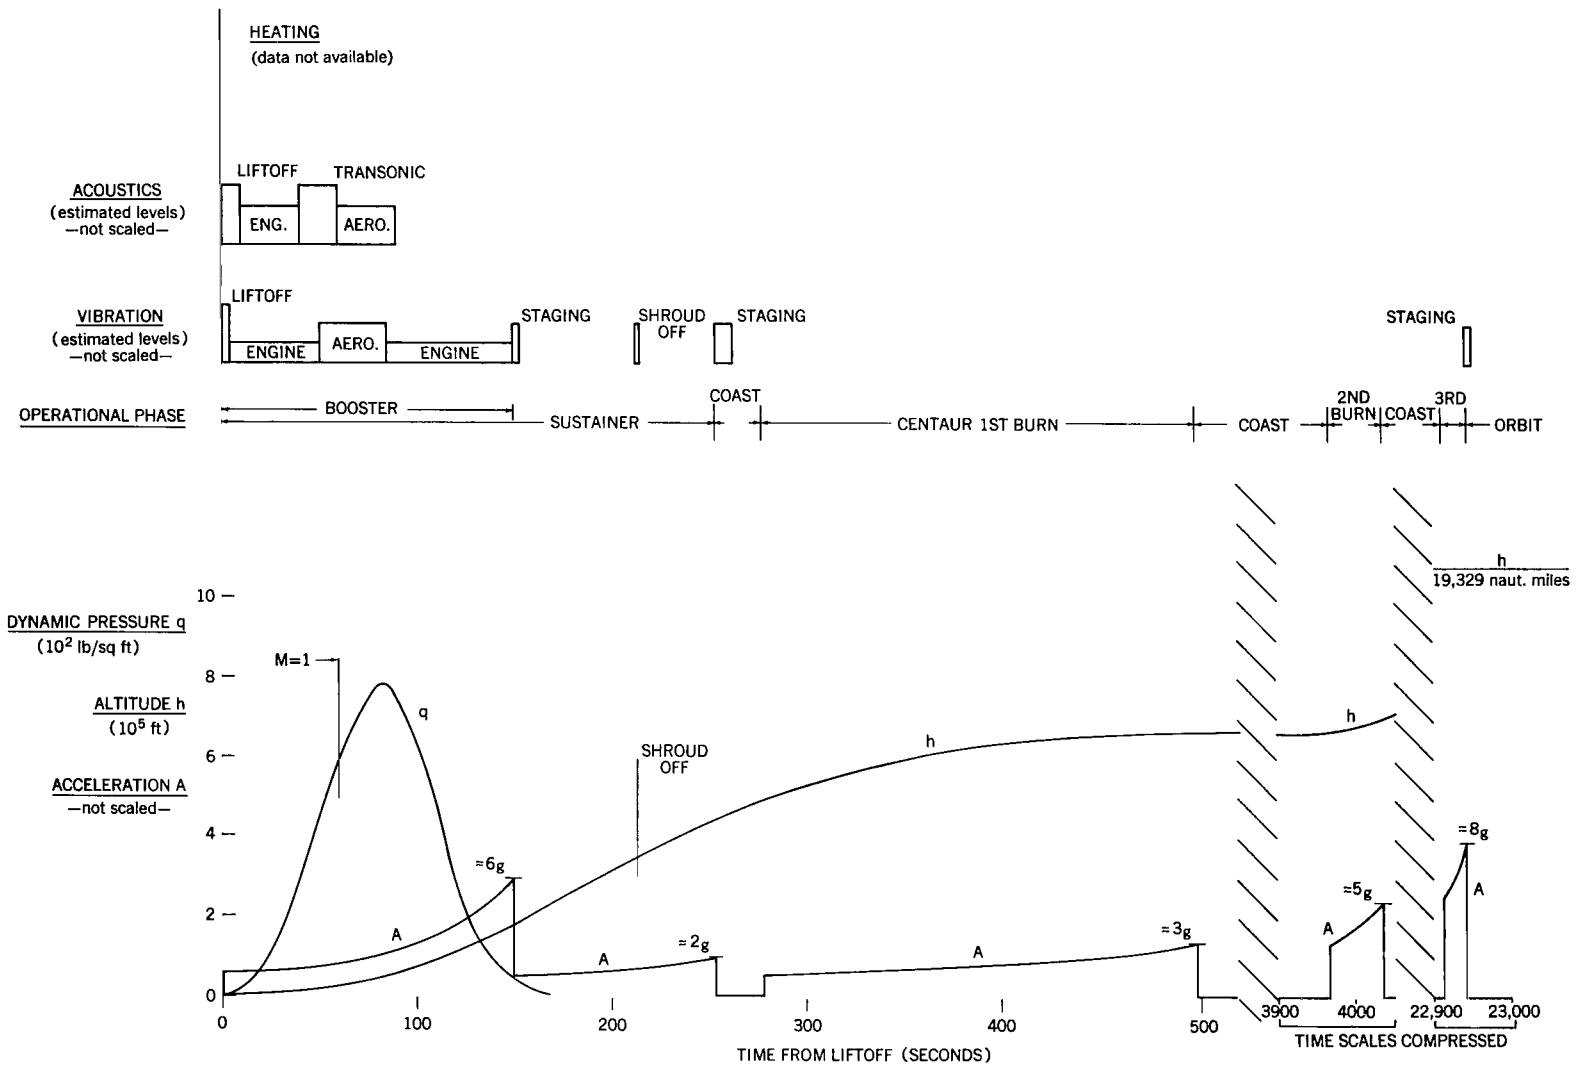 HEATING
(data not available)
LIFTOFF
TRANSONIC
ACOUSTICS
(estimated levels)
—not scaled—
ENG.
AERO.
LIFTOFF
VIBRATION
(estimated levels)
—not scaled—
ENGINE
AERO.
ENGINE
STAGING
SHROUD
OFF
STAGING
STAGING
OPERATIONAL PHASE
BOOSTER
SUSTAINER
COAST
CENTAUR 1ST BURN
COAST
2ND
BURN
COAST
3RD
ORBIT
h
19,329 naut. miles
DYNAMIC PRESSURE q
(10² lb/sq ft)
ALTITUDE h
(10⁵ ft)
ACCELERATION A
—not scaled—
10
8
6
4
2
0
M=1
q
SHROUD
OFF
h
h
≈6g
A
A
≈2g
A
≈3g
≈5g
A
≈8g
A
0
100
200
300
400
500
3900
4000
22,900
23,000
TIME FROM LIFTOFF (SECONDS)
TIME SCALES COMPRESSED